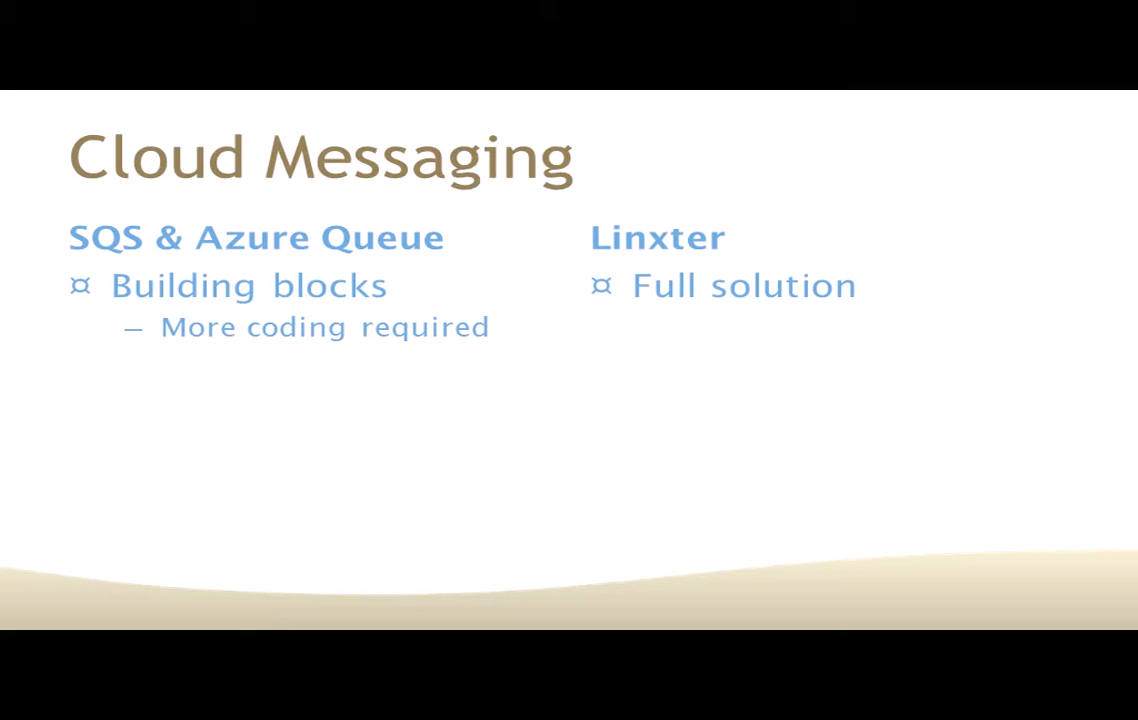 Cloud Messaging
SQS & Azure Queue
¤ Building blocks
– More coding required
Linxter
¤ Full solution